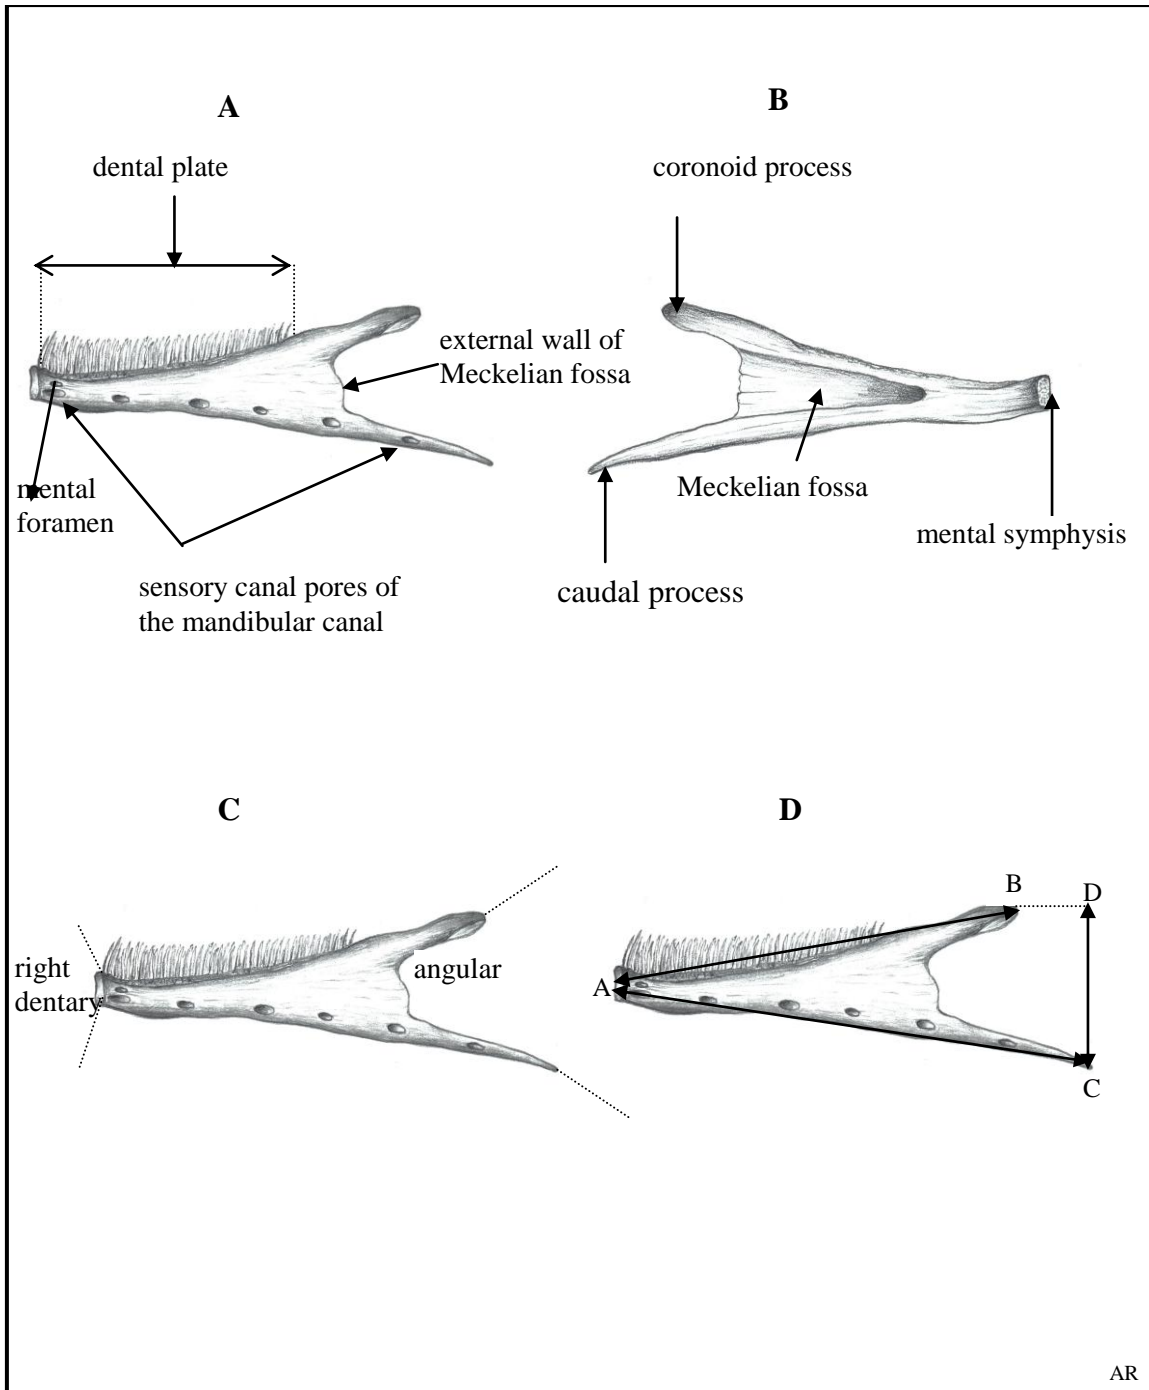 A
B
dental plate
coronoid process
external wall of
Meckelian fossa
mental
foramen
Meckelian fossa
mental symphysis
sensory canal pores of
the mandibular canal
caudal process
C
D
B
D
right
dentary
angular
A
C
AR